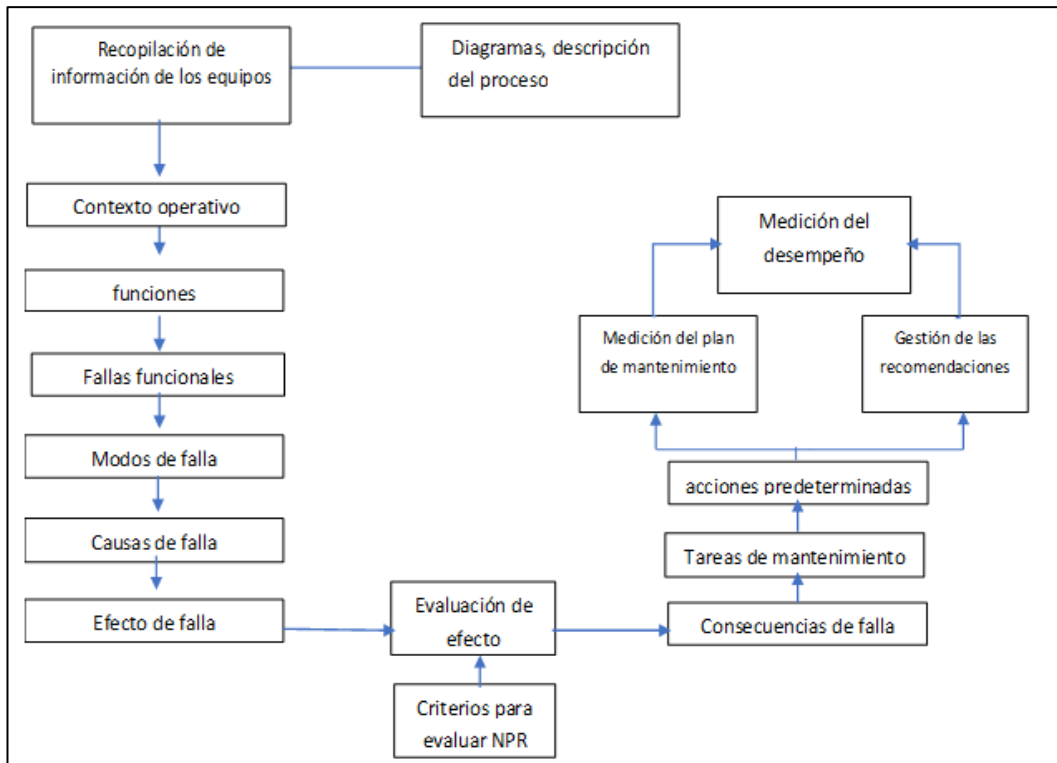 Recopilación de
información de los equipos
Diagramas, descripción
del proceso
Contexto operativo
funciones
Fallas funcionales
Modos de falla
Causas de falla
Efecto de falla
Evaluación de
efecto
Criterios para
evaluar NPR
Consecuencias de falla
Tareas de mantenimiento
acciones predeterminadas
Medición del plan
de mantenimiento
Gestión de las
recomendaciones
Medición del
desempeño